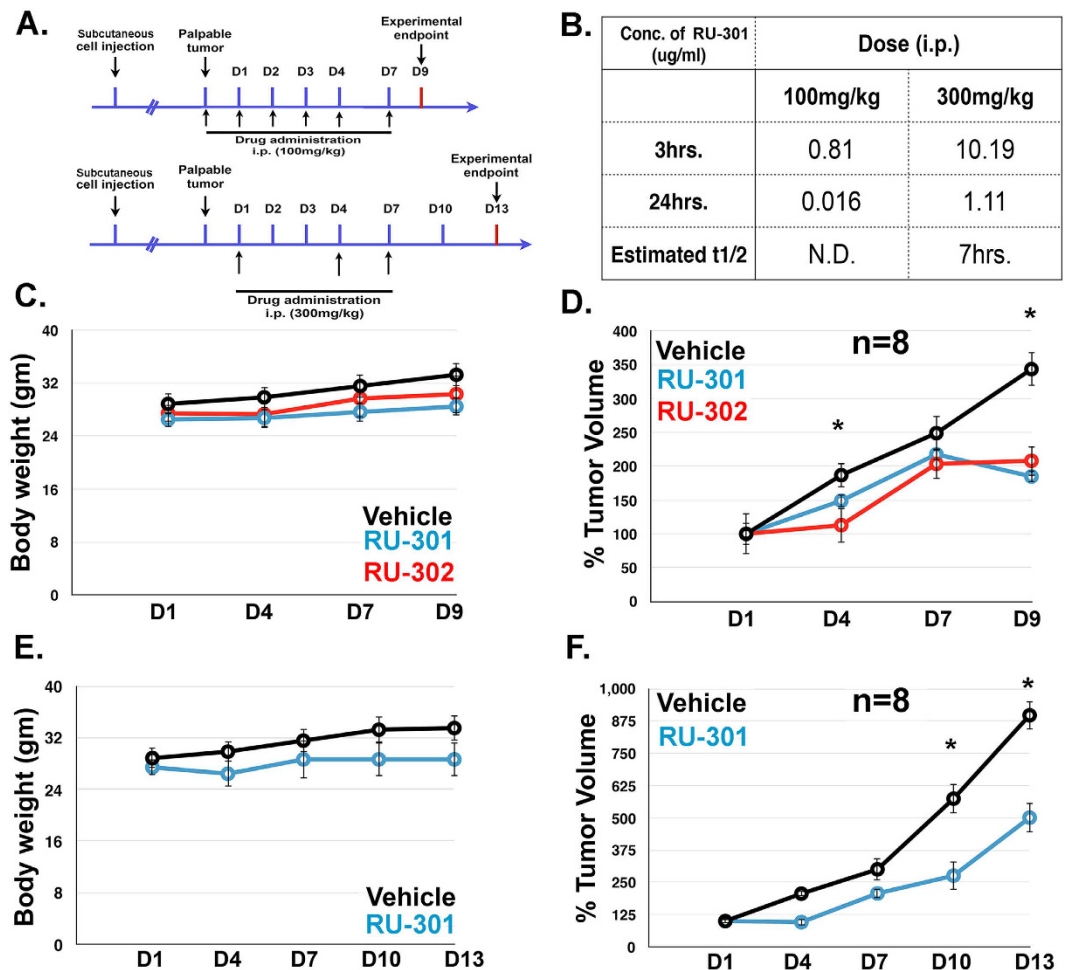 A.
Subcutaneous
cell injection
Palpable
tumor
Experimental
endpoint
D1 D2 D3 D4 D7 D9
Drug administration
i.p. (100mg/kg)
Subcutaneous
cell injection
Palpable
tumor
Experimental
endpoint
D1 D2 D3 D4 D7 D10 D13
Drug administration
i.p. (300mg/kg)
B.
Conc. of RU-301
(ug/ml)
Dose (i.p.)
100mg/kg 300mg/kg
3hrs. 0.81 10.19
24hrs. 0.016 1.11
Estimated t1/2 N.D. 7hrs.
C.
Body weight (gm)
40
32
24
16
8
0
Vehicle
RU-301
RU-302
D1 D4 D7 D9
D.
% Tumor Volume
400
350
300
250
200
150
100
50
0
Vehicle
RU-301
RU-302
n=8
*
*
D1 D4 D7 D9
E.
Body weight (gm)
40
32
24
16
8
0
Vehicle
RU-301
D1 D4 D7 D10 D13
F.
% Tumor Volume
1,000
875
750
625
500
375
250
125
0
Vehicle
RU-301
n=8
*
*
D1 D4 D7 D10 D13